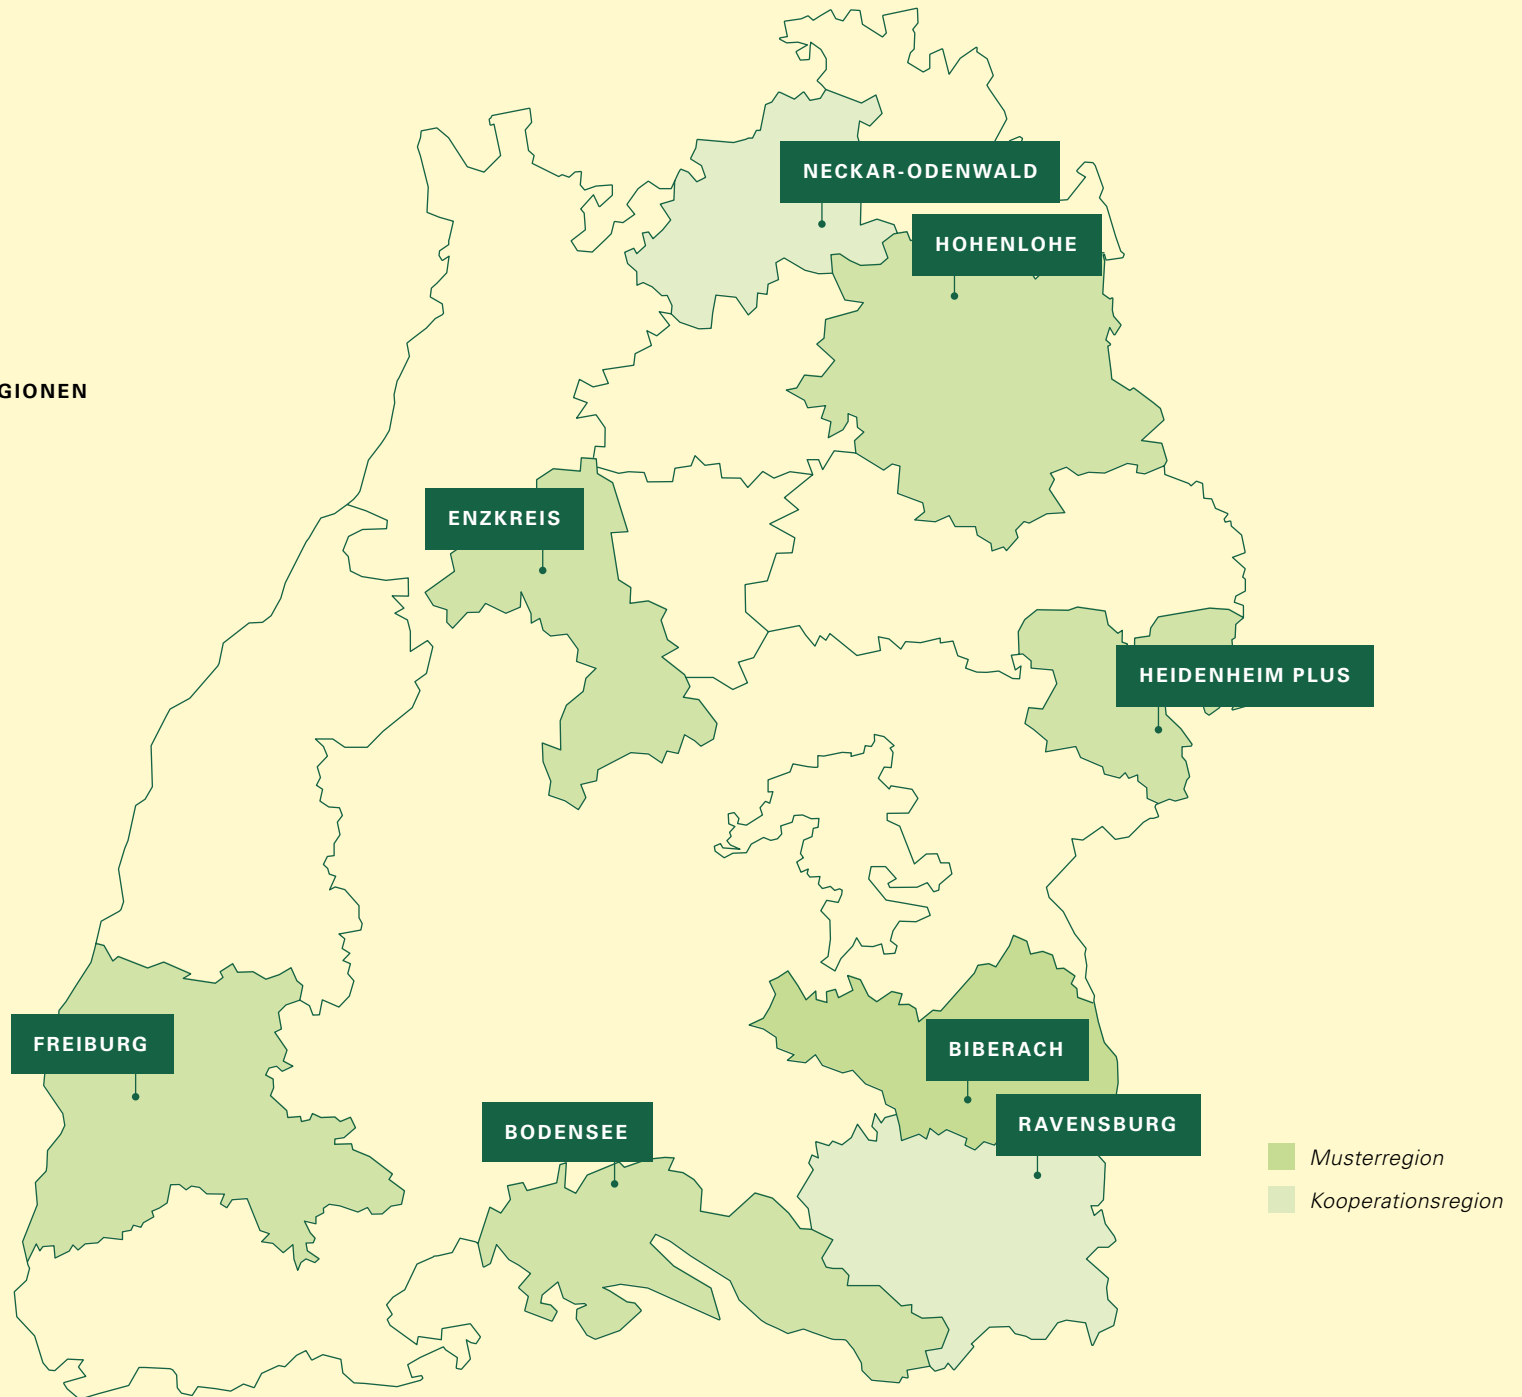 NECKAR-ODENWALD
HOHENLOHE
GIONEN
ENZKREIS
HEIDENHEIM PLUS
FREIBURG
BIBERACH
BODENSEE
RAVENSBURG
Musterregion
Kooperationsregion